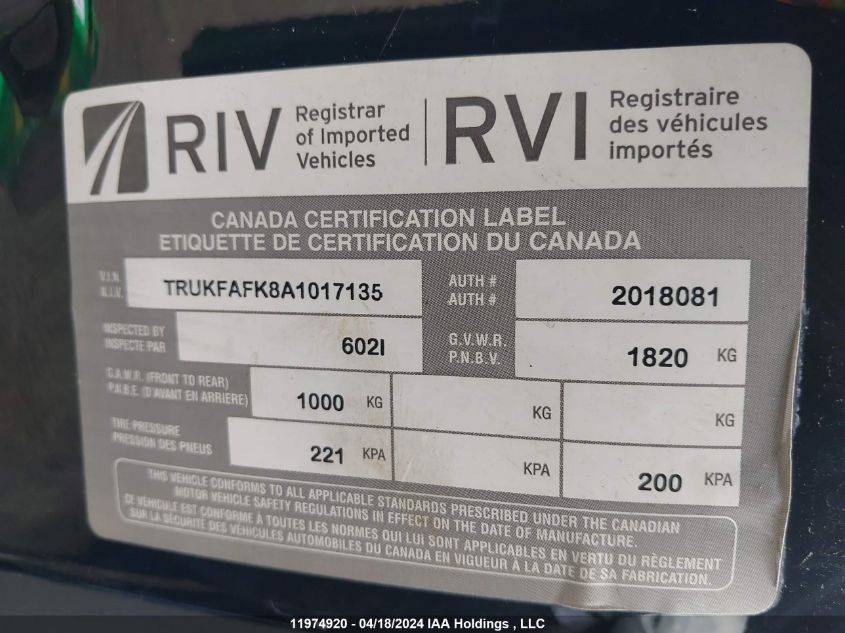 RIV Registrar of Imported Vehicles | RVI Registraire des véhicules importés
CANADA CERTIFICATION LABEL
ETIQUETTE DE CERTIFICATION DU CANADA
V.I.N.
N.I.V.
TRUKFAFK8A1017135
AUTH #
AUTH #
2018081
INSPECTED BY
INSPECTE PAR
602I
G.V.W.R.
P.N.B.V.
1820 KG
G.A.W.R. (FRONT TO REAR)
P.N.B.E. (D'AVANT EN ARRIERE)
1000 KG
KG
KG
TIRE PRESSURE
PRESSION DES PNEUS
221 KPA
KPA
200 KPA
THIS VEHICLE CONFORMS TO ALL APPLICABLE STANDARDS PRESCRIBED UNDER THE CANADIAN
MOTOR VEHICLE SAFETY REGULATIONS IN EFFECT ON THE DATE OF MANUFACTURE.
CE VÉHICULE EST CONFORME À TOUTES LES NORMES QUI LUI SONT APPLICABLES EN VERTU DU RÈGLEMENT
SUR LA SÉCURITÉ DES VÉHICULES AUTOMOBILES DU CANADA EN VIGUEUR À LA DATE DE SA FABRICATION.
11974920 - 04/18/2024 IAA Holdings , LLC